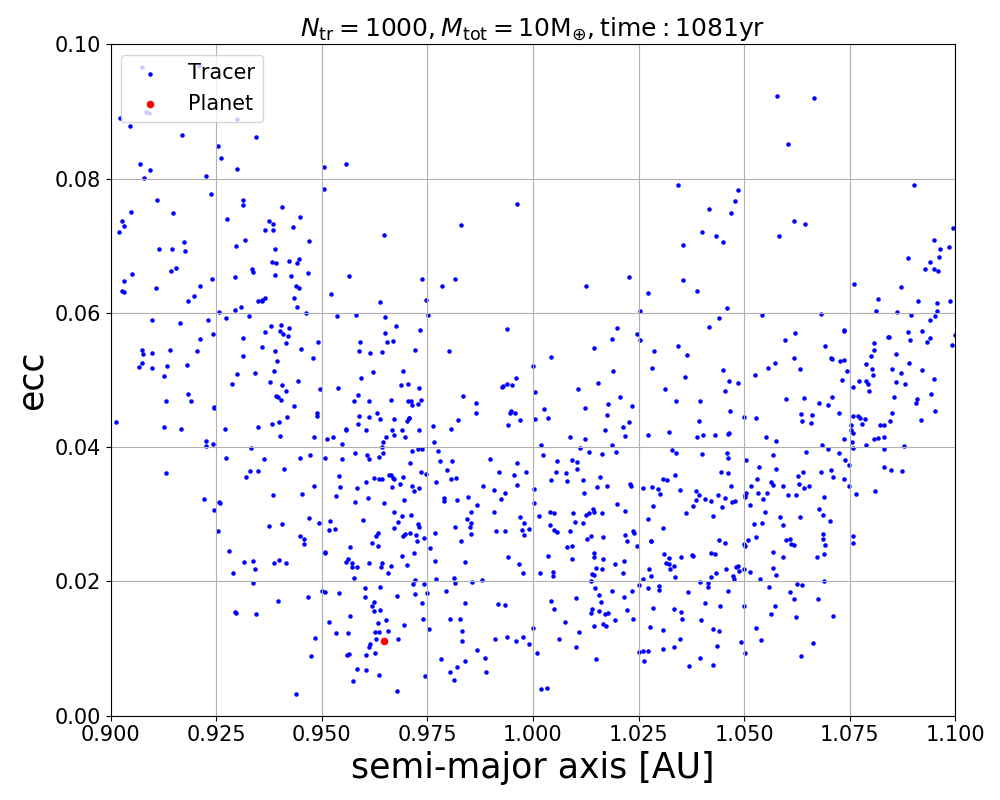 N_tr = 1000, M_tot = 10M_⊕, time : 1081yr
0.10
0.08
0.06
0.04
0.02
0.00
ecc
Tracer
Planet
0.900 0.925 0.950 0.975 1.000 1.025 1.050 1.075 1.100
semi-major axis [AU]